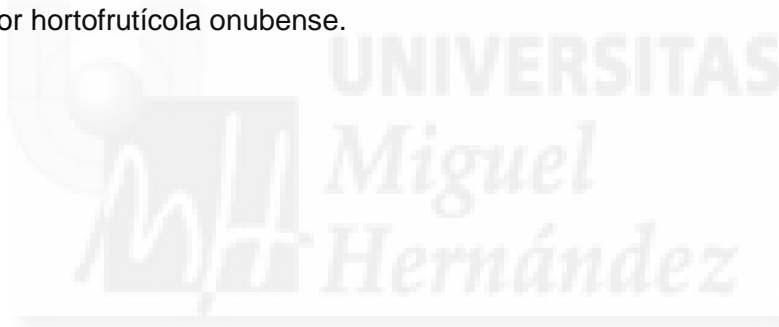 or hortofrutícola onubense.
UNIVERSITAS
Miguel
Hernández